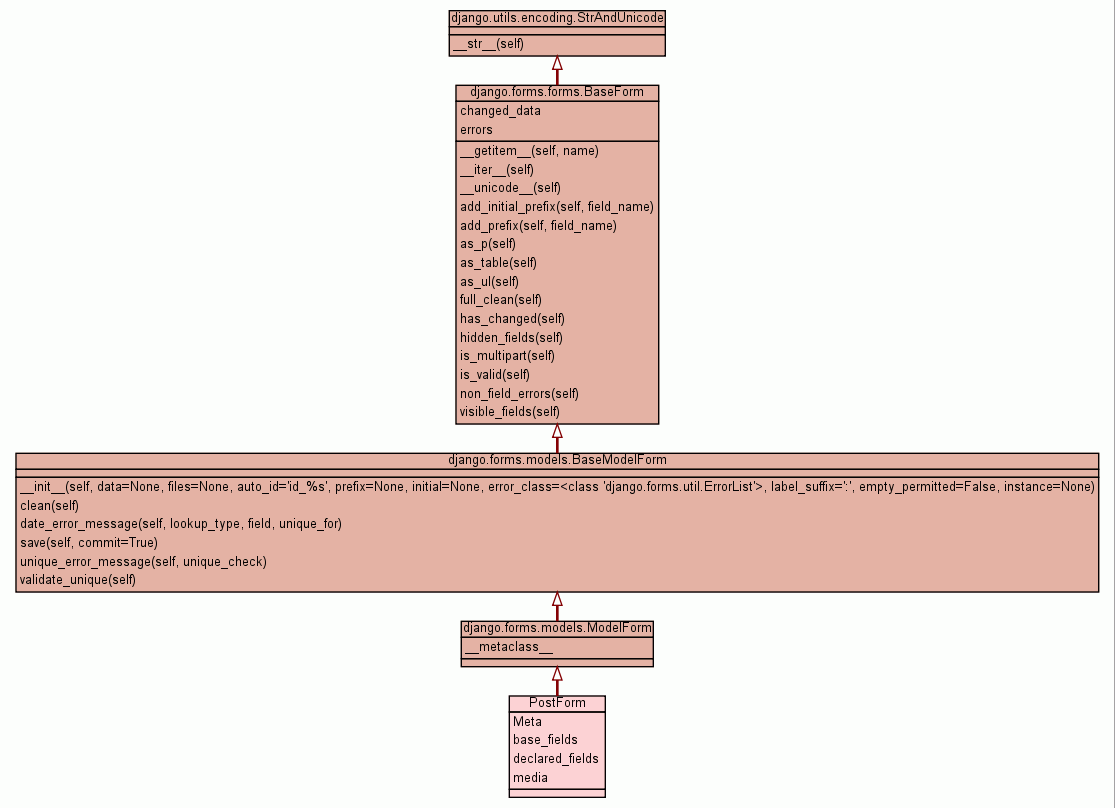 django.utils.encoding.StrAndUnicode
__str__(self)
django.forms.forms.BaseForm
changed_data
errors
__getitem__(self, name)
__iter__(self)
__unicode__(self)
add_initial_prefix(self, field_name)
add_prefix(self, field_name)
as_p(self)
as_table(self)
as_ul(self)
full_clean(self)
has_changed(self)
hidden_fields(self)
is_multipart(self)
is_valid(self)
non_field_errors(self)
visible_fields(self)
django.forms.models.BaseModelForm
__init__(self, data=None, files=None, auto_id='id_%s', prefix=None, initial=None, error_class=<class 'django.forms.util.ErrorList'>, label_suffix=':', empty_permitted=False, instance=None)
clean(self)
date_error_message(self, lookup_type, field, unique_for)
save(self, commit=True)
unique_error_message(self, unique_check)
validate_unique(self)
django.forms.models.ModelForm
__metaclass__
PostForm
Meta
base_fields
declared_fields
media